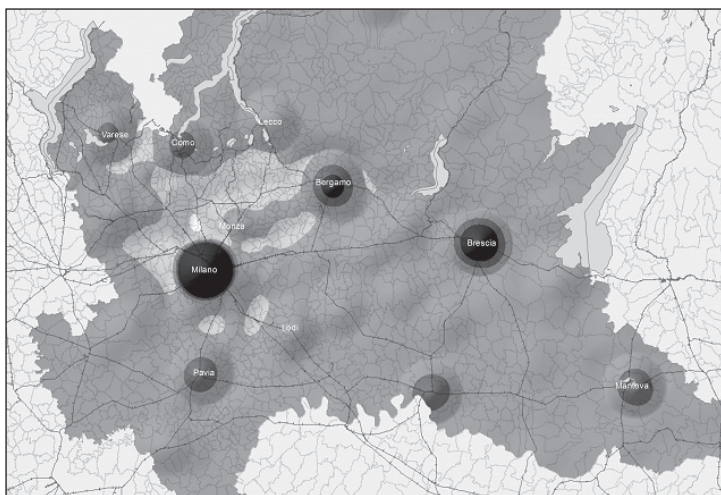 Lecco
Varese
Como
Bergamo
Monza
Brescia
Milano
Lodi
Pavia
Mantova